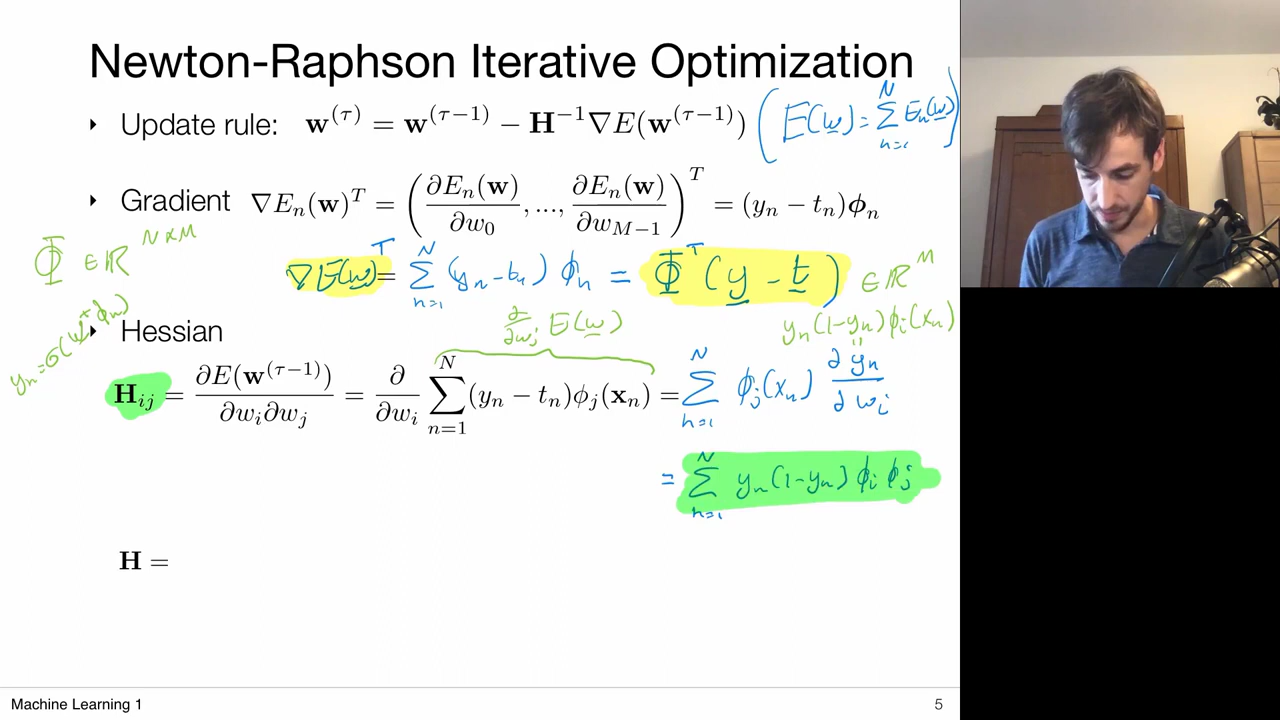 Newton-Raphson Iterative Optimization
‣ Update rule: w^(τ) = w^(τ−1) − H^−1 ∇E(w^(τ−1)) (E(w) = Σ_{n=1}^N E_n(w))
‣ Gradient ∇E_n(w)^T = (∂E_n(w)/∂w_0, ..., ∂E_n(w)/∂w_{M−1})^T = (y_n − t_n)ϕ_n
Φ ∈ ℝ^{N×M}
∇E(w)^T = Σ_{n=1}^N (y_n − t_n) ϕ_n = Φ^T (y − t) ∈ ℝ^M
y_n = σ(w^T ϕ_n)
‣ Hessian
∂/∂w_j E(w)
y_n(1−y_n)ϕ_i(x_n)
H_ij = ∂E(w^(τ−1))/∂w_i∂w_j = ∂/∂w_i Σ_{n=1}^N (y_n − t_n)ϕ_j(x_n) = Σ_{n=1}^N ϕ_j(x_n) ∂y_n/∂w_i
= Σ_{n=1}^N y_n(1−y_n) ϕ_i ϕ_j
H =
Machine Learning 1
5